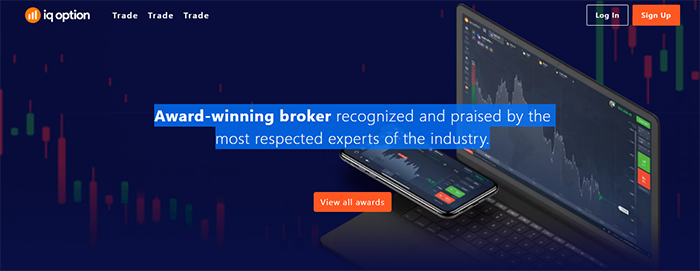 iq option
Trade Trade Trade
Log In
Sign Up
Award-winning broker recognized and praised by the
most respected experts of the industry.
View all awards